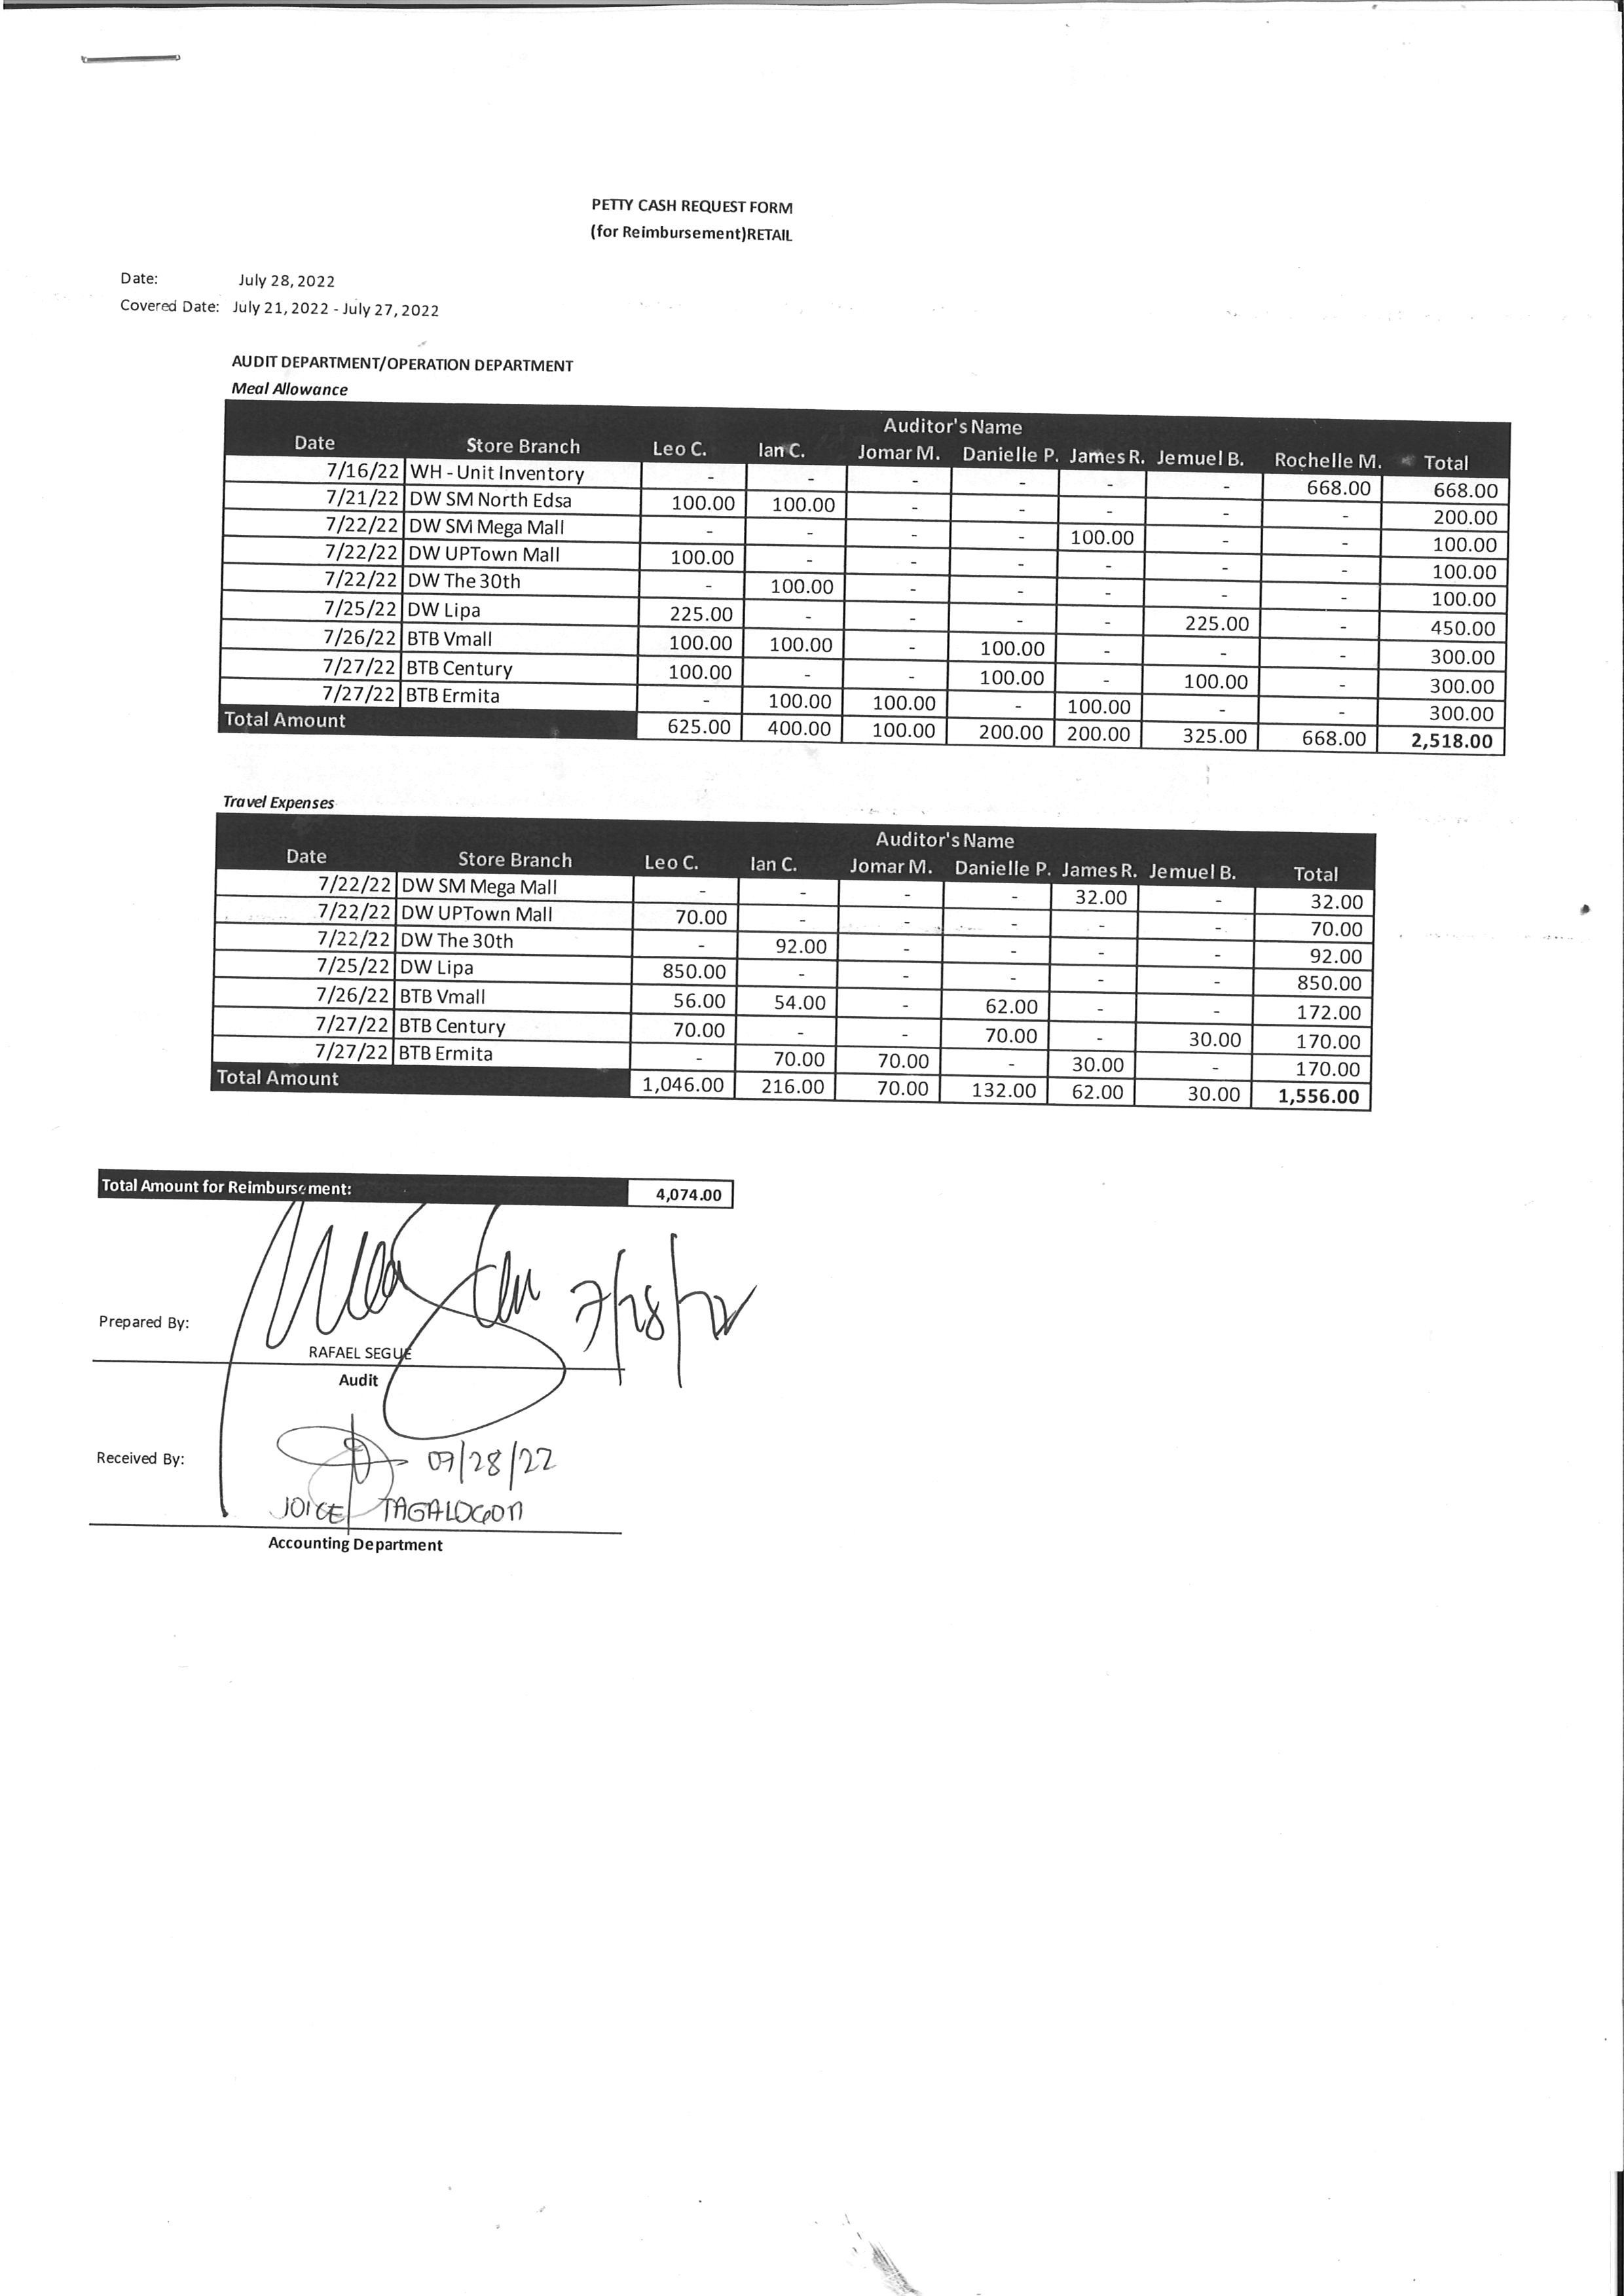 PETTY CASH REQUEST FORM
(for Reimbursement)RETAIL
Date: July 28, 2022
Covered Date: July 21, 2022 - July 27, 2022
AUDIT DEPARTMENT/OPERATION DEPARTMENT
Meal Allowance
Auditor's Name
Date Store Branch Leo C. Ian C. Jomar M. Danielle P. James R. Jemuel B. Rochelle M. Total
7/16/22 WH - Unit Inventory - - - - - - 668.00 668.00
7/21/22 DW SM North Edsa 100.00 100.00 - - - - - 200.00
7/22/22 DW SM Mega Mall - - - - 100.00 - - 100.00
7/22/22 DW UPTown Mall 100.00 - - - - - - 100.00
7/22/22 DW The 30th - 100.00 - - - - - 100.00
7/25/22 DW Lipa 225.00 - - - - 225.00 - 450.00
7/26/22 BTB Vmall 100.00 100.00 - 100.00 - - - 300.00
7/27/22 BTB Century 100.00 - - 100.00 - 100.00 - 300.00
7/27/22 BTB Ermita - 100.00 100.00 - 100.00 - - 300.00
Total Amount 625.00 400.00 100.00 200.00 200.00 325.00 668.00 2,518.00
Travel Expenses
Auditor's Name
Date Store Branch Leo C. Ian C. Jomar M. Danielle P. James R. Jemuel B. Total
7/22/22 DW SM Mega Mall - - - - 32.00 - 32.00
7/22/22 DW UPTown Mall 70.00 - - - - - 70.00
7/22/22 DW The 30th - 92.00 - - - - 92.00
7/25/22 DW Lipa 850.00 - - - - - 850.00
7/26/22 BTB Vmall 56.00 54.00 - 62.00 - - 172.00
7/27/22 BTB Century 70.00 - - 70.00 - 30.00 170.00
7/27/22 BTB Ermita - 70.00 70.00 - 30.00 - 170.00
Total Amount 1,046.00 216.00 70.00 132.00 62.00 30.00 1,556.00
Total Amount for Reimbursement: 4,074.00
7/28/22
Prepared By:
RAFAEL SEGUE
Audit
Received By: 07/28/22
JOICE TAGALOGON
Accounting Department